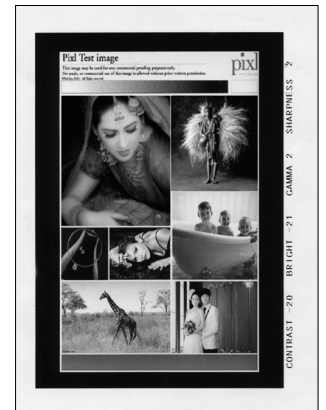 Pixl Test image
This image may be used for non commercial proofing purposes only.
No resale or commercial use of this image is allowed without prior written permission.
pixl
CONTRAST -20 BRIGHT -21 GAMMA 2 SHARPNESS 2